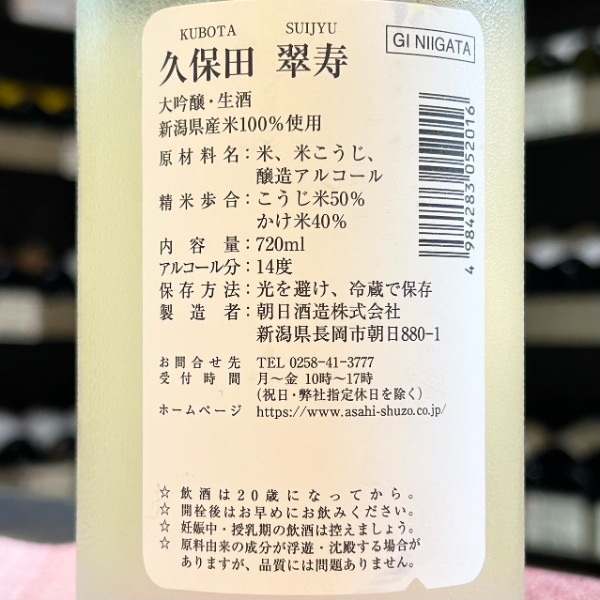 KUBOTA SUIJYU
久保田 翠寿
GI NIIGATA
大吟醸・生酒
新潟県産米100%使用
原材料名：米、米こうじ、
醸造アルコール
精米歩合：こうじ米50%
かけ米40%
内容量：720ml
アルコール分：14度
保存方法：光を避け、冷蔵で保存
製造者：朝日酒造株式会社
新潟県長岡市朝日880-1
お問合せ先 TEL 0258-41-3777
受付時間 月〜金 10時〜17時
(祝日・弊社指定休日を除く)
ホームページ https://www.asahi-shuzo.co.jp/
4 984283 052016
☆ 飲酒は20歳になってから。
☆ 開栓後はお早めにお飲みください。
☆ 妊娠中・授乳期の飲酒は控えましょう。
☆ 原料由来の成分が浮遊・沈殿する場合が
ありますが、品質には問題ありません。